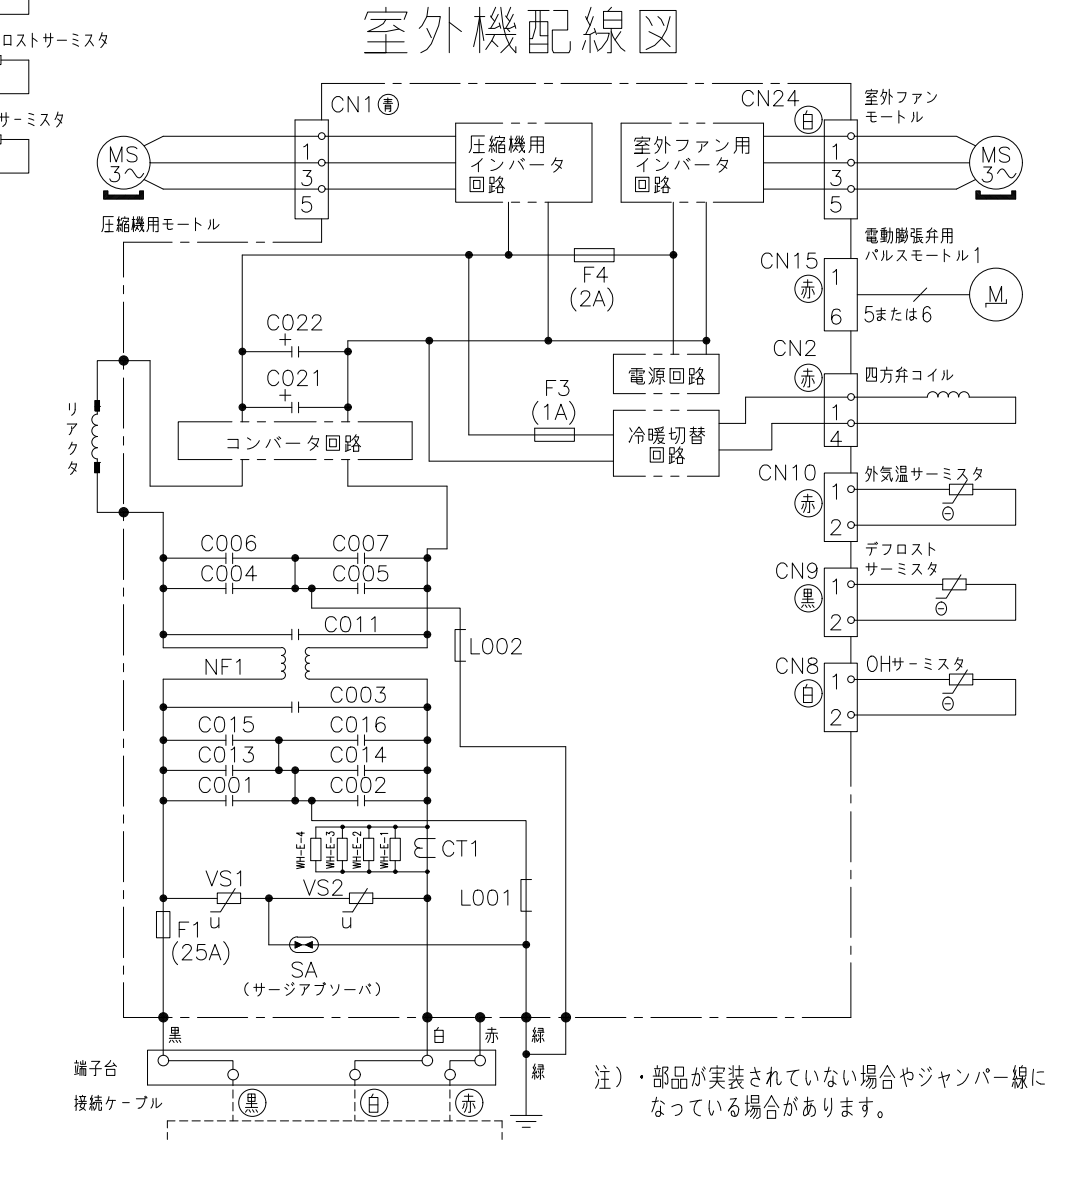 室外機配線図
ロストサーミスタ
サーミスタ
CN1 青
MS
3~
1
3
5
圧縮機用
インバータ
回路
圧縮機用モートル
室外ファン用
インバータ
回路
CN24
白
1
3
5
室外ファン
モートル
MS
3~
F4
(2A)
CN15
赤
1
6
電動膨張弁用
パルスモートル1
5または6
M
C022
+
C021
+
コンバータ回路
リアクタ
電源回路
F3
(1A)
冷暖切替
回路
CN2
赤
1
4
四方弁コイル
CN10
赤
1
2
外気温サーミスタ
Θ
CN9
黒
1
2
デフロスト
サーミスタ
Θ
CN8
白
1
2
OHサーミスタ
Θ
C006
C007
C004
C005
C011
L002
NF1
C003
C015
C016
C013
C014
C001
C002
WH-E-4
WH-E-3
WH-E-2
WH-E-1
CT1
VS1
u
VS2
u
L001
F1
(25A)
SA
(サージアブソーバ)
黒
白
赤
緑
緑
端子台
接続ケーブル
黒
白
赤
注)・部品が実装されていない場合やジャンパー線に
なっている場合があります。